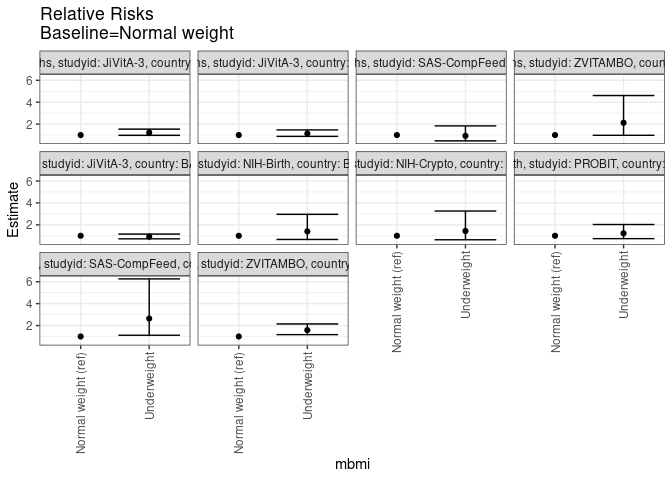 Relative Risks
Baseline=Normal weight
hs, studyid: JiVitA-3, country
hs, studyid: JiVitA-3, country:
hs, studyid: SAS-CompFeed
hs, studyid: ZVITAMBO, coun
6
4
2
studyid: JiVitA-3, country: BA
studyid: NIH-Birth, country: B
studyid: NIH-Crypto, country:
th, studyid: PROBIT, country:
6
4
2
Estimate
, studyid: SAS-CompFeed, co
studyid: ZVITAMBO, country
6
4
2
Normal weight (ref)
Underweight
Normal weight (ref)
Underweight
Normal weight (ref)
Underweight
Normal weight (ref)
Underweight
mbmi